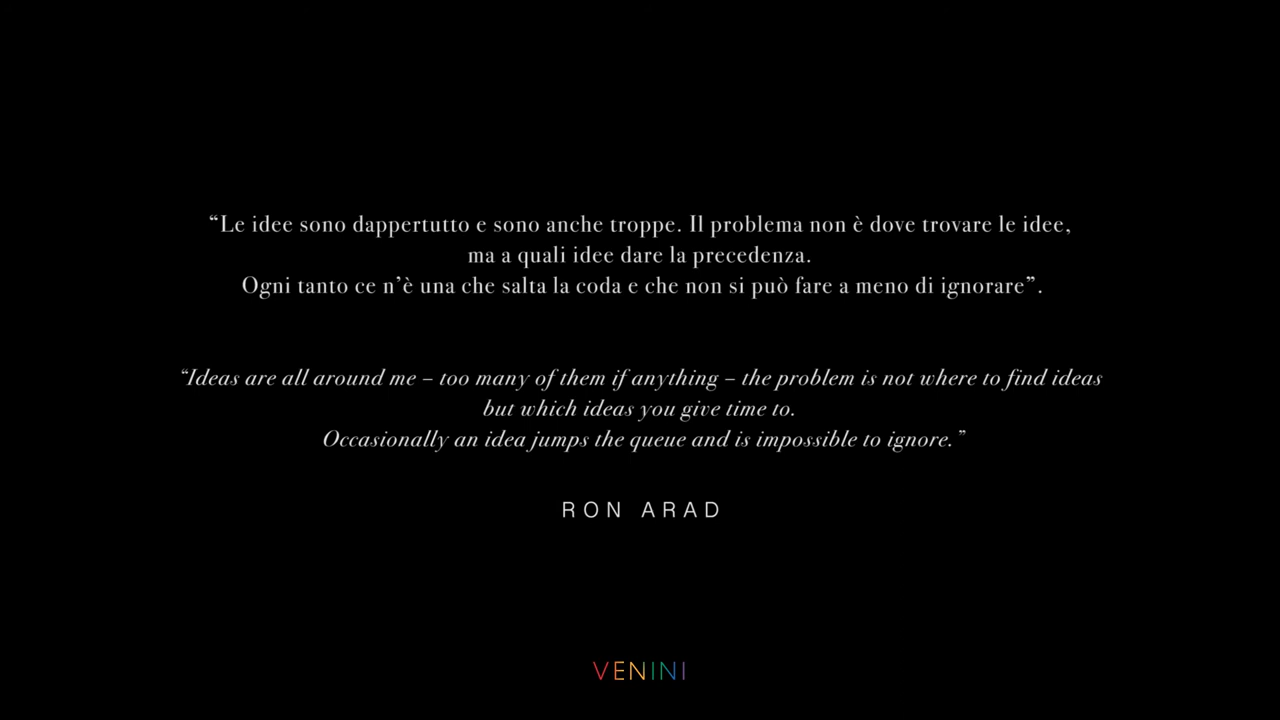 “Le idee sono dappertutto e sono anche troppe. Il problema non è dove trovare le idee,
ma a quali idee dare la precedenza.
Ogni tanto ce n’è una che salta la coda e che non si può fare a meno di ignorare”.
“Ideas are all around me – too many of them if anything – the problem is not where to find ideas
but which ideas you give time to.
Occasionally an idea jumps the queue and is impossible to ignore.”
RON ARAD
VENINI